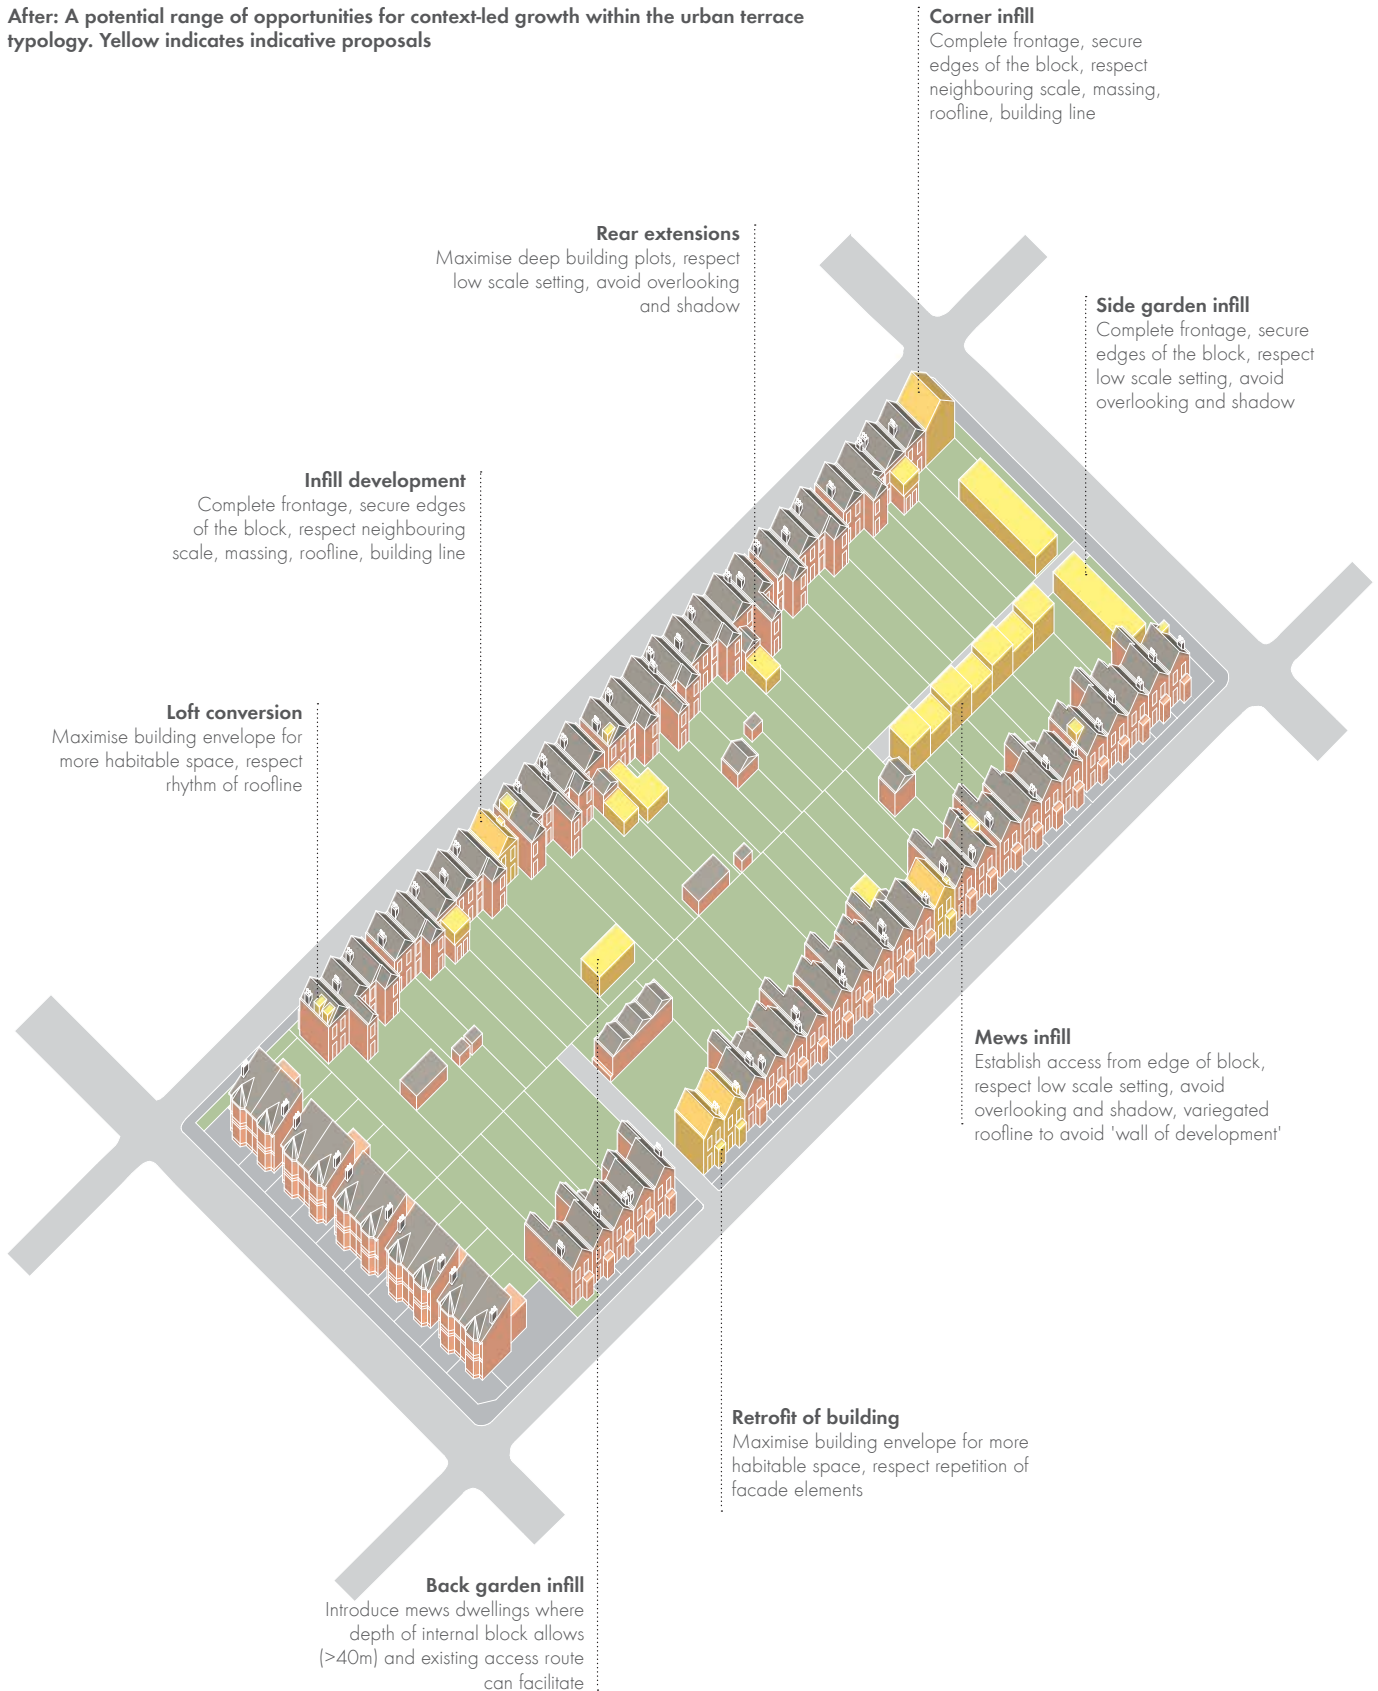 After: A potential range of opportunities for context-led growth within the urban terrace
typology. Yellow indicates indicative proposals
Corner infill
Complete frontage, secure
edges of the block, respect
neighbouring scale, massing,
roofline, building line
Rear extensions
Maximise deep building plots, respect
low scale setting, avoid overlooking
and shadow
Side garden infill
Complete frontage, secure
edges of the block, respect
low scale setting, avoid
overlooking and shadow
Infill development
Complete frontage, secure edges
of the block, respect neighbouring
scale, massing, roofline, building line
Loft conversion
Maximise building envelope for
more habitable space, respect
rhythm of roofline
Mews infill
Establish access from edge of block,
respect low scale setting, avoid
overlooking and shadow, variegated
roofline to avoid 'wall of development'
Retrofit of building
Maximise building envelope for more
habitable space, respect repetition of
facade elements
Back garden infill
Introduce mews dwellings where
depth of internal block allows
(>40m) and existing access route
can facilitate